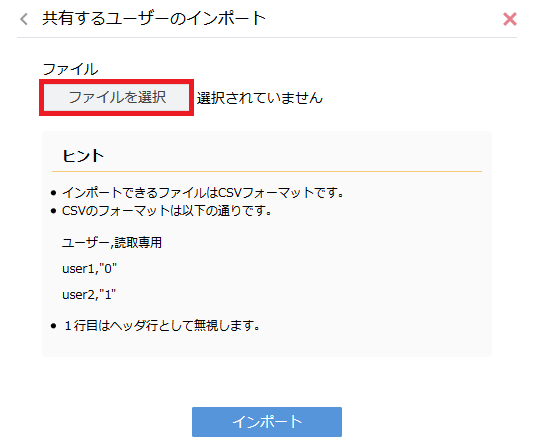 共有するユーザーのインポート
ファイル
ファイルを選択 選択されていません
ヒント
インポートできるファイルはCSVフォーマットです。
CSVのフォーマットは以下の通りです。
ユーザー,読取専用
user1,"0"
user2,"1"
１行目はヘッダ行として無視します。
インポート